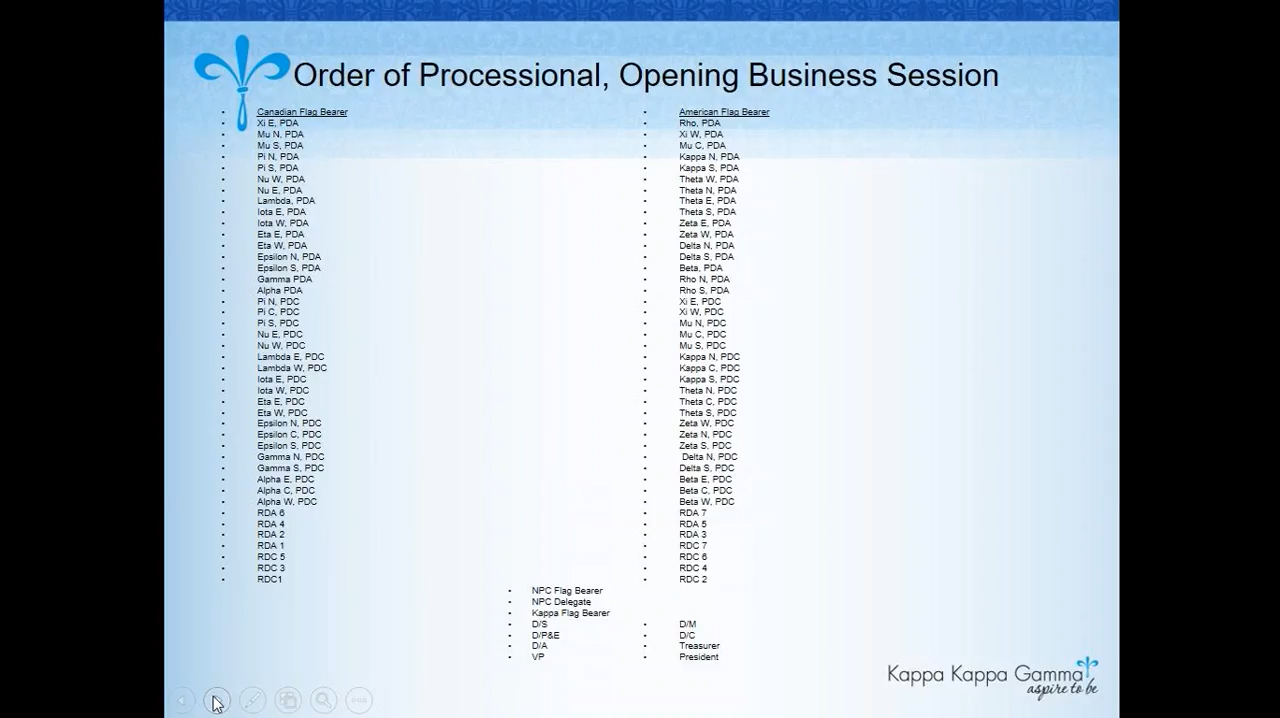 Order of Processional, Opening Business Session
Canadian Flag Bearer
Xi E, PDA
Mu N, PDA
Mu S, PDA
Pi N, PDA
Pi S, PDA
Nu W, PDA
Nu E, PDA
Lambda, PDA
Iota E, PDA
Iota W, PDA
Eta E, PDA
Eta W, PDA
Epsilon N, PDA
Epsilon S, PDA
Gamma PDA
Alpha PDA
Pi N, PDC
Pi C, PDC
Pi S, PDC
Nu E, PDC
Nu W, PDC
Lambda E, PDC
Lambda W, PDC
Iota E, PDC
Iota W, PDC
Eta E, PDC
Eta W, PDC
Epsilon N, PDC
Epsilon C, PDC
Epsilon S, PDC
Gamma N, PDC
Gamma S, PDC
Alpha E, PDC
Alpha C, PDC
Alpha W, PDC
RDA 6
RDA 4
RDA 2
RDA 1
RDC 5
RDC 3
RDC1
American Flag Bearer
Rho, PDA
Xi W, PDA
Mu C, PDA
Kappa N, PDA
Kappa S, PDA
Theta W, PDA
Theta N, PDA
Theta E, PDA
Theta S, PDA
Zeta E, PDA
Zeta W, PDA
Delta N, PDA
Delta S, PDA
Beta, PDA
Rho N, PDA
Rho S, PDA
Xi E, PDC
Xi W, PDC
Mu N, PDC
Mu C, PDC
Mu S, PDC
Kappa N, PDC
Kappa C, PDC
Kappa S, PDC
Theta N, PDC
Theta C, PDC
Theta S, PDC
Zeta W, PDC
Zeta N, PDC
Zeta S, PDC
Delta N, PDC
Delta S, PDC
Beta E, PDC
Beta C, PDC
Beta W, PDC
RDA 7
RDA 5
RDA 3
RDC 7
RDC 6
RDC 4
RDC 2
NPC Flag Bearer
NPC Delegate
Kappa Flag Bearer
D/S
D/P&E
D/A
VP
D/M
D/C
Treasurer
President
Kappa Kappa Gamma
aspire to be